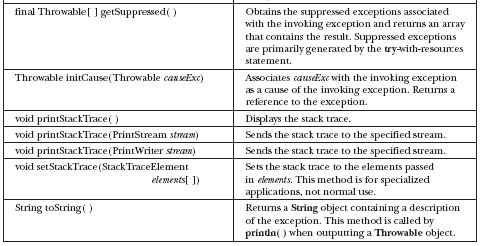 final Throwable[ ] getSuppressed( )
Obtains the suppressed exceptions associated
with the invoking exception and returns an array
that contains the result. Suppressed exceptions
are primarily generated by the try-with-resources
statement.
Throwable initCause(Throwable causeExc)
Associates causeExc with the invoking exception
as a cause of the invoking exception. Returns a
reference to the exception.
void printStackTrace( )
Displays the stack trace.
void printStackTrace(PrintStream stream)
Sends the stack trace to the specified stream.
void printStackTrace(PrintWriter stream)
Sends the stack trace to the specified stream.
void setStackTrace(StackTraceElement
elements[ ])
Sets the stack trace to the elements passed
in elements. This method is for specialized
applications, not normal use.
String toString( )
Returns a String object containing a description
of the exception. This method is called by
println( ) when outputting a Throwable object.